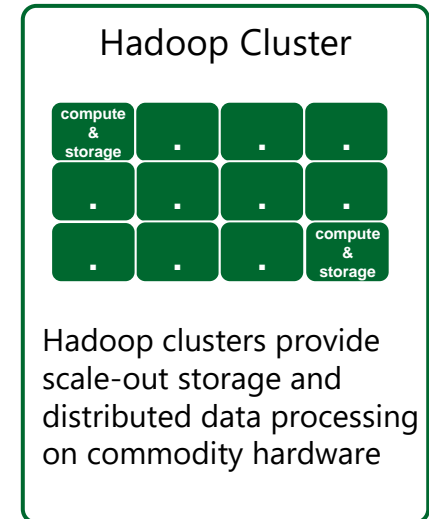 Hadoop Cluster
compute
&
storage
. . .
. . . .
. . .
compute
&
storage
Hadoop clusters provide
scale-out storage and
distributed data processing
on commodity hardware